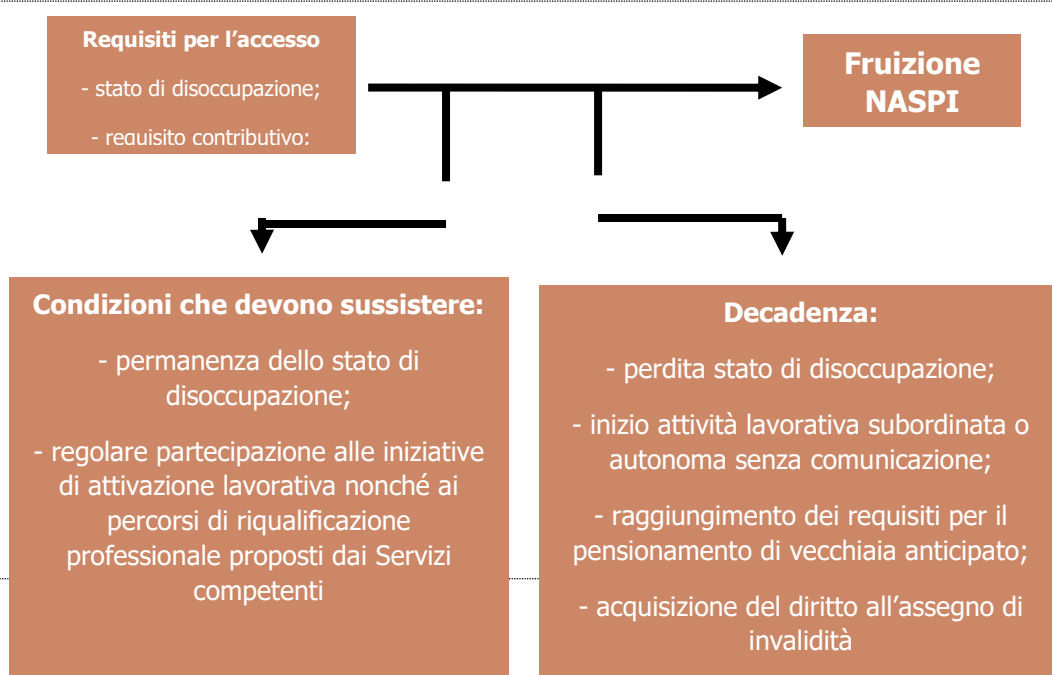 Requisiti per l'accesso
- stato di disoccupazione;
- requisito contributivo;
Fruizione
NASPI
Condizioni che devono sussistere:
- permanenza dello stato di
disoccupazione;
- regolare partecipazione alle iniziative
di attivazione lavorativa nonché ai
percorsi di riqualificazione
professionale proposti dai Servizi
competenti
Decadenza:
- perdita stato di disoccupazione;
- inizio attività lavorativa subordinata o
autonoma senza comunicazione;
- raggiungimento dei requisiti per il
pensionamento di vecchiaia anticipato;
- acquisizione del diritto all'assegno di
invalidità